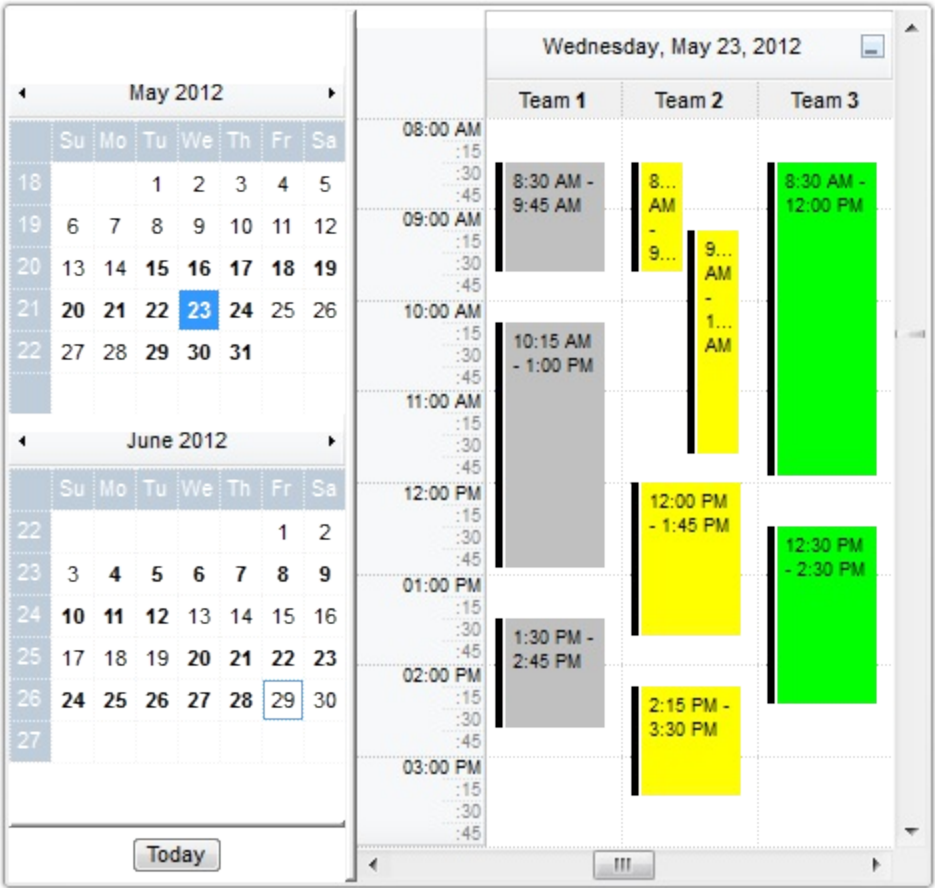 May 2012
Su Mo Tu We Th Fr Sa
18 1 2 3 4 5
19 6 7 8 9 10 11 12
20 13 14 15 16 17 18 19
21 20 21 22 23 24 25 26
22 27 28 29 30 31
June 2012
Su Mo Tu We Th Fr Sa
22 1 2
23 3 4 5 6 7 8 9
24 10 11 12 13 14 15 16
25 17 18 19 20 21 22 23
26 24 25 26 27 28 29 30
27
Today
Wednesday, May 23, 2012
Team 1 Team 2 Team 3
08:00 AM
:15
:30
:45
09:00 AM
:15
:30
:45
10:00 AM
:15
:30
:45
11:00 AM
:15
:30
:45
12:00 PM
:15
:30
:45
01:00 PM
:15
:30
:45
02:00 PM
:15
:30
:45
03:00 PM
:15
:30
:45
8:30 AM -
9:45 AM
10:15 AM
- 1:00 PM
1:30 PM -
2:45 PM
8...
AM
-
9...
9...
AM
-
1...
AM
12:00 PM
- 1:45 PM
2:15 PM -
3:30 PM
8:30 AM -
12:00 PM
12:30 PM
- 2:30 PM